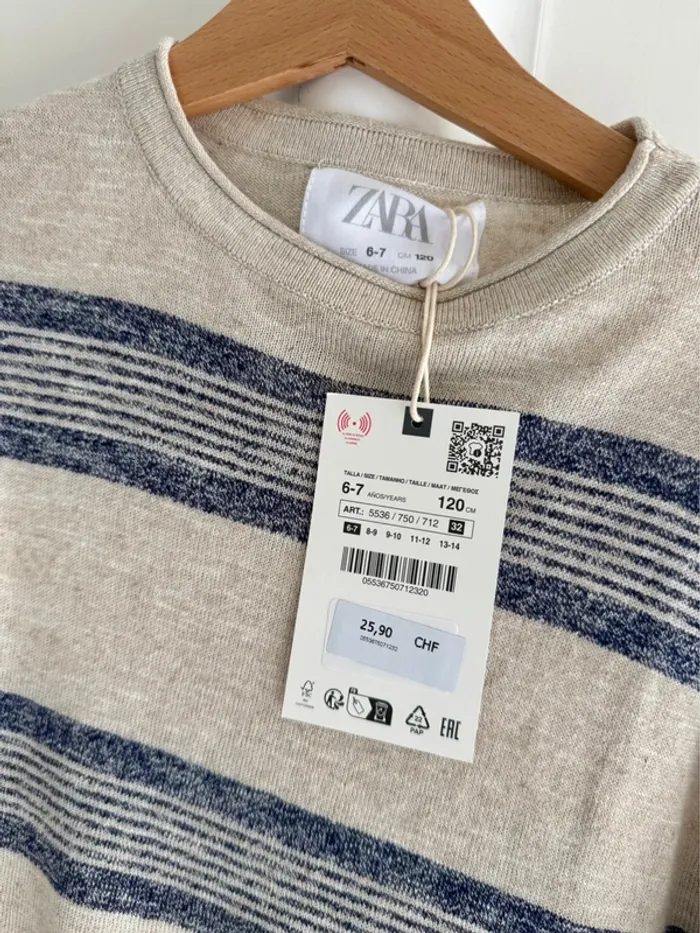 ZARA
SIZE 6-7 CM 120
MADE IN CHINA
TALLA / SIZE / TAMANHO / TAILLE / MAAT / ΜΕΓΕΘΟΣ
6-7 AÑOS/YEARS 120 CM
ART.: 5536 / 750 / 712 32
6-7 8-9 9-10 11-12 13-14
05536750712320
25,90 CHF
FSC
22
PAP
EAC